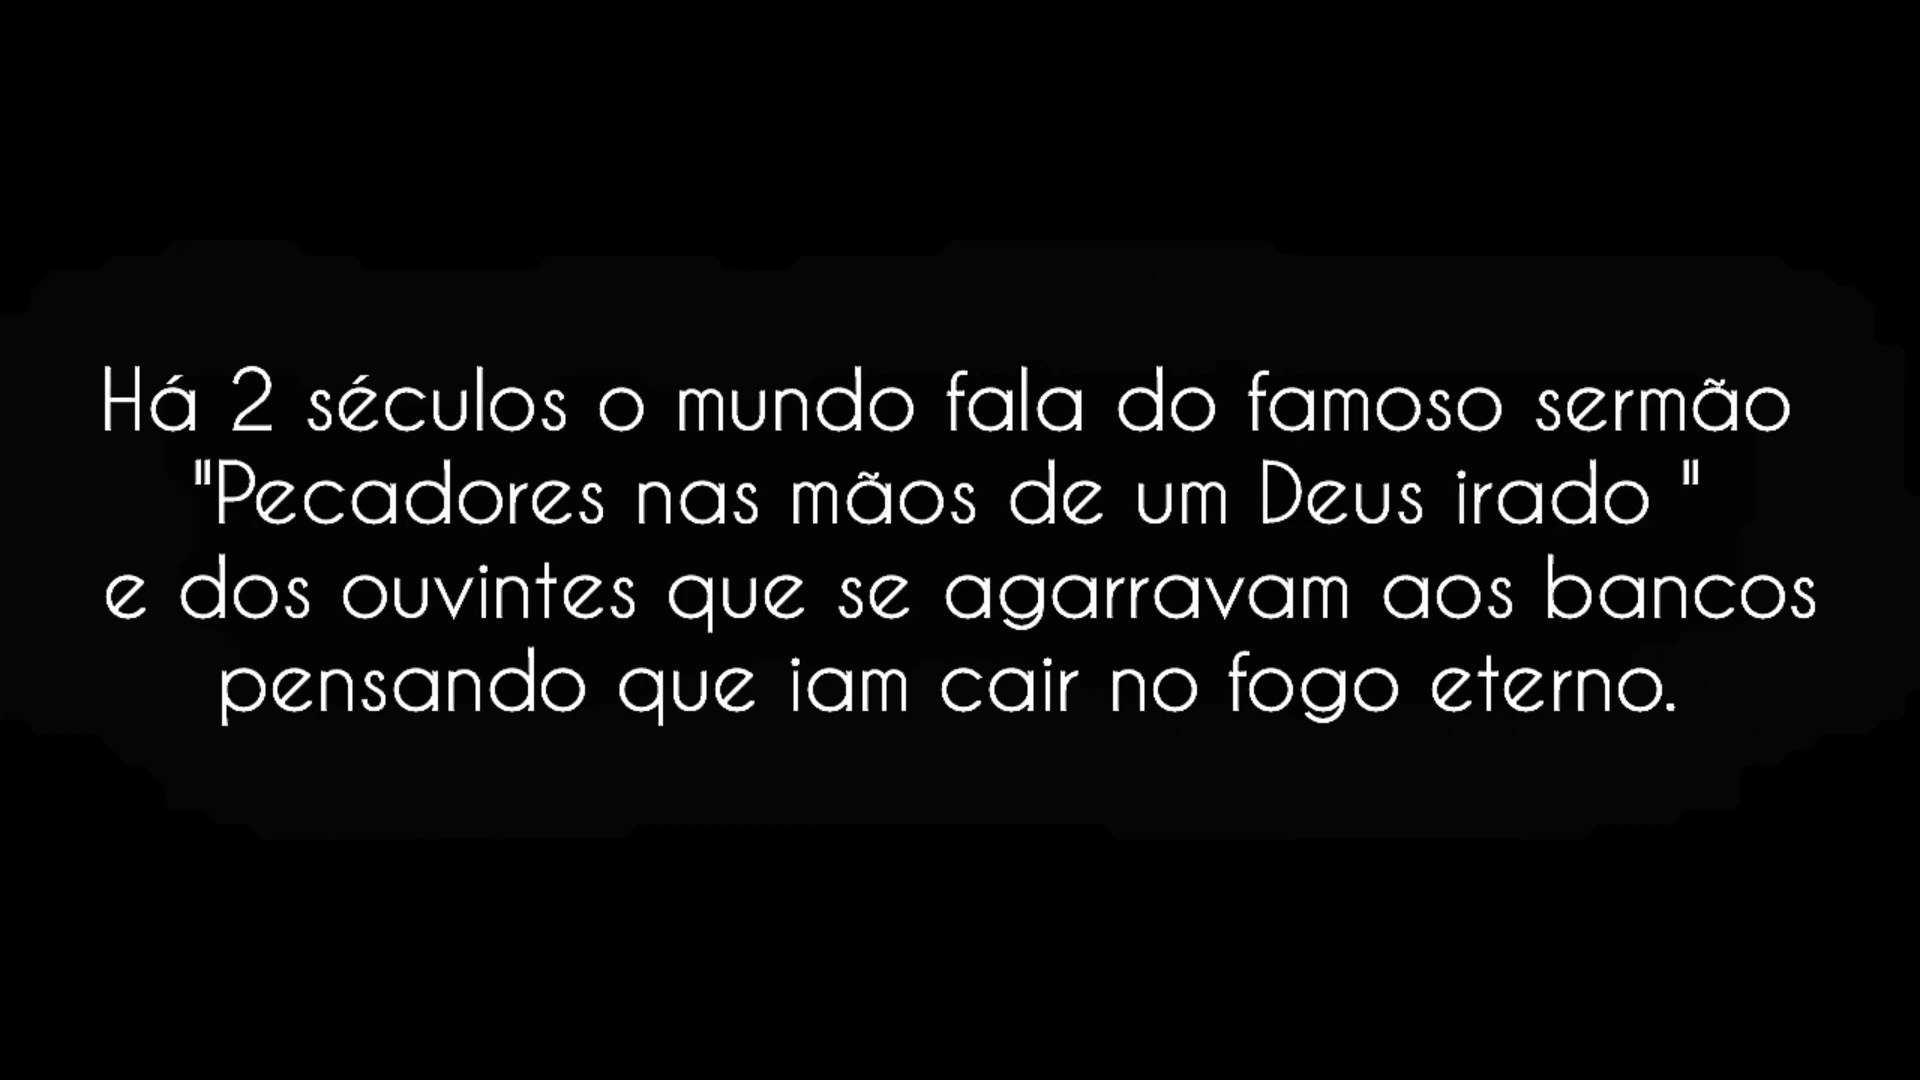 Há 2 séculos o mundo fala do famoso sermão
"Pecadores nas mãos de um Deus irado "
e dos ouvintes que se agarravam aos bancos
pensando que iam cair no fogo eterno.